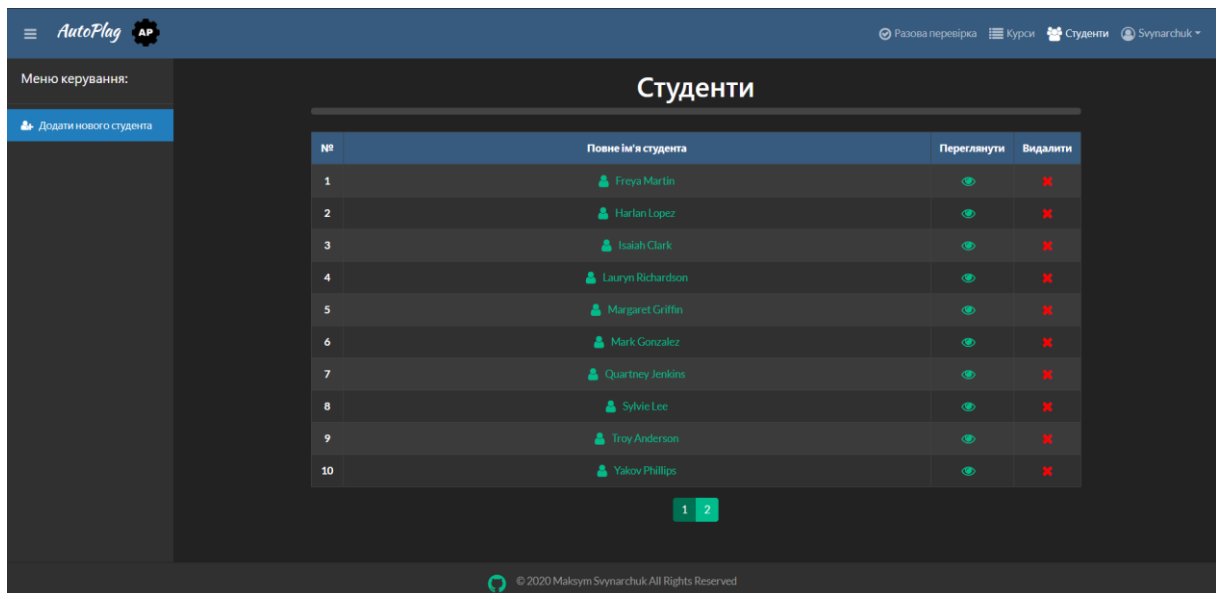 AutoPlag AP Разова перевірка Курси Студенти Svynarchuk
Меню керування:
Додати нового студента
Студенти
№ Повне ім'я студента Переглянути Видалити
1 Freya Martin
2 Harlan Lopez
3 Isaiah Clark
4 Lauryn Richardson
5 Margaret Griffin
6 Mark Gonzalez
7 Quartney Jenkins
8 Sylvie Lee
9 Troy Anderson
10 Yakov Phillips
1 2
© 2020 Maksym Svynarchuk All Rights Reserved